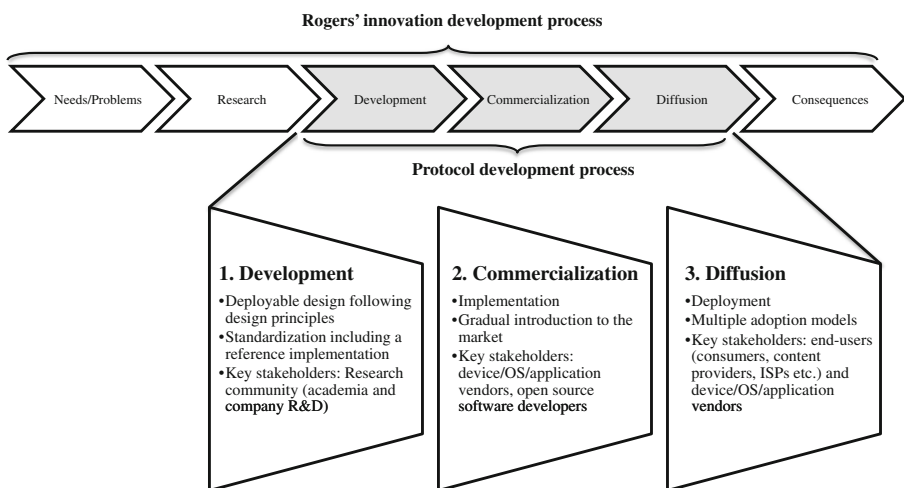 Rogers’ innovation development process
Needs/Problems
Research
Development
Commercialization
Diffusion
Consequences
Protocol development process
1. Development
•Deployable design following
design principles
•Standardization including a
reference implementation
•Key stakeholders: Research
community (academia and
company R&D)
2. Commercialization
•Implementation
•Gradual introduction to the
market
•Key stakeholders:
device/OS/application
vendors, open source
software developers
3. Diffusion
•Deployment
•Multiple adoption models
•Key stakeholders: end-users
(consumers, content
providers, ISPs etc.) and
device/OS/application
vendors